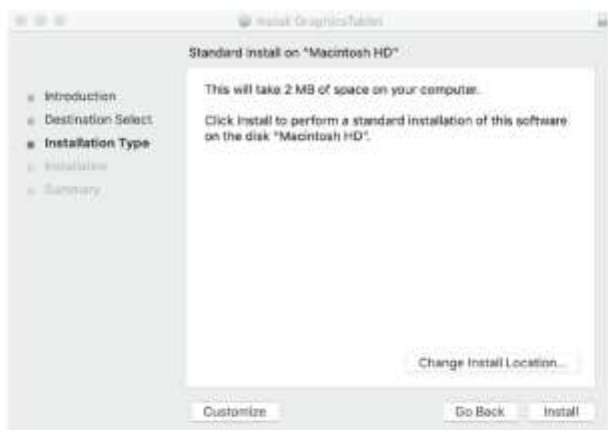 Install GraphicsTablet
Standard Install on "Macintosh HD"
Introduction
Destination Select
Installation Type
Installation
Summary
This will take 2 MB of space on your computer.
Click Install to perform a standard installation of this software
on the disk "Macintosh HD".
Change Install Location...
Customize
Go Back
Install